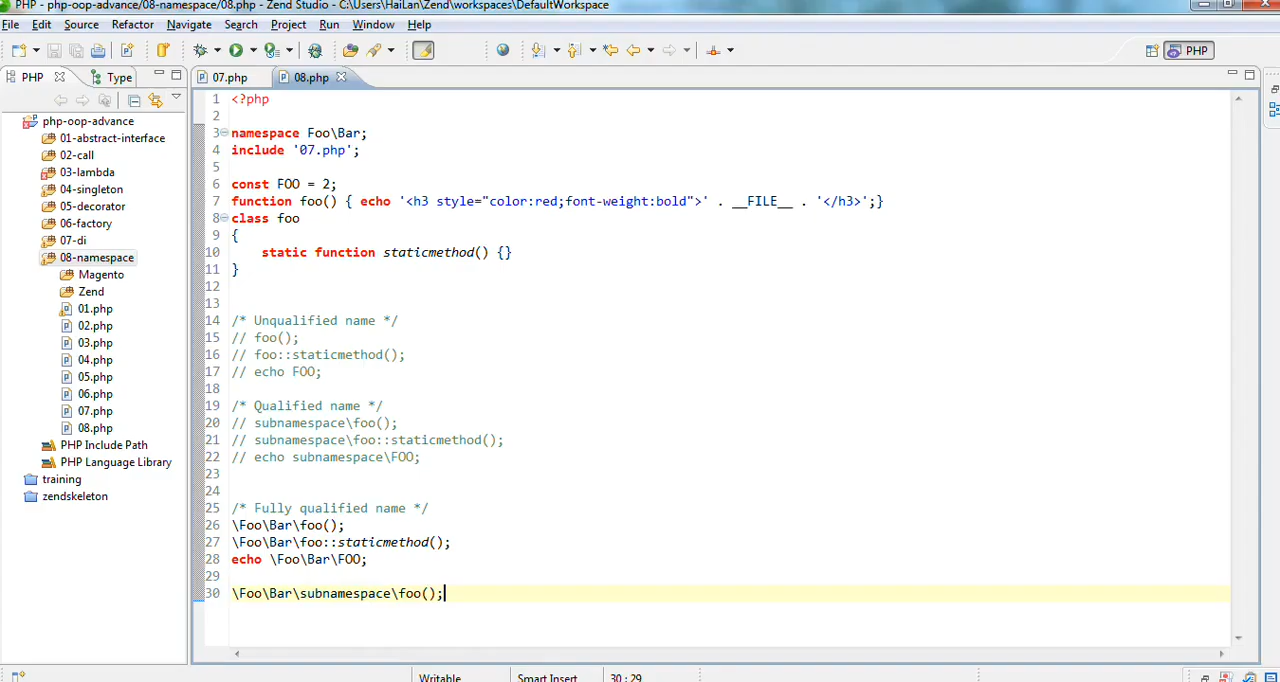 PHP - php-oop-advance/08-namespace/08.php - Zend Studio - C:\Users\HaiLan\Zend\workspaces\DefaultWorkspace
File Edit Source Refactor Navigate Search Project Run Window Help
PHP
PHP Type
07.php 08.php
php-oop-advance
01-abstract-interface
02-call
03-lambda
04-singleton
05-decorator
06-factory
07-di
08-namespace
Magento
Zend
01.php
02.php
03.php
04.php
05.php
06.php
07.php
08.php
PHP Include Path
PHP Language Library
training
zendskeleton
1 <?php
2
3 namespace Foo\Bar;
4 include '07.php';
5
6 const FOO = 2;
7 function foo() { echo '<h3 style="color:red;font-weight:bold">' . __FILE__ . '</h3>';}
8 class foo
9 {
10 static function staticmethod() {}
11 }
12
13
14 /* Unqualified name */
15 // foo();
16 // foo::staticmethod();
17 // echo FOO;
18
19 /* Qualified name */
20 // subnamespace\foo();
21 // subnamespace\foo::staticmethod();
22 // echo subnamespace\FOO;
23
24
25 /* Fully qualified name */
26 \Foo\Bar\foo();
27 \Foo\Bar\foo::staticmethod();
28 echo \Foo\Bar\FOO;
29
30 \Foo\Bar\subnamespace\foo();
Writable Smart Insert 30 : 29